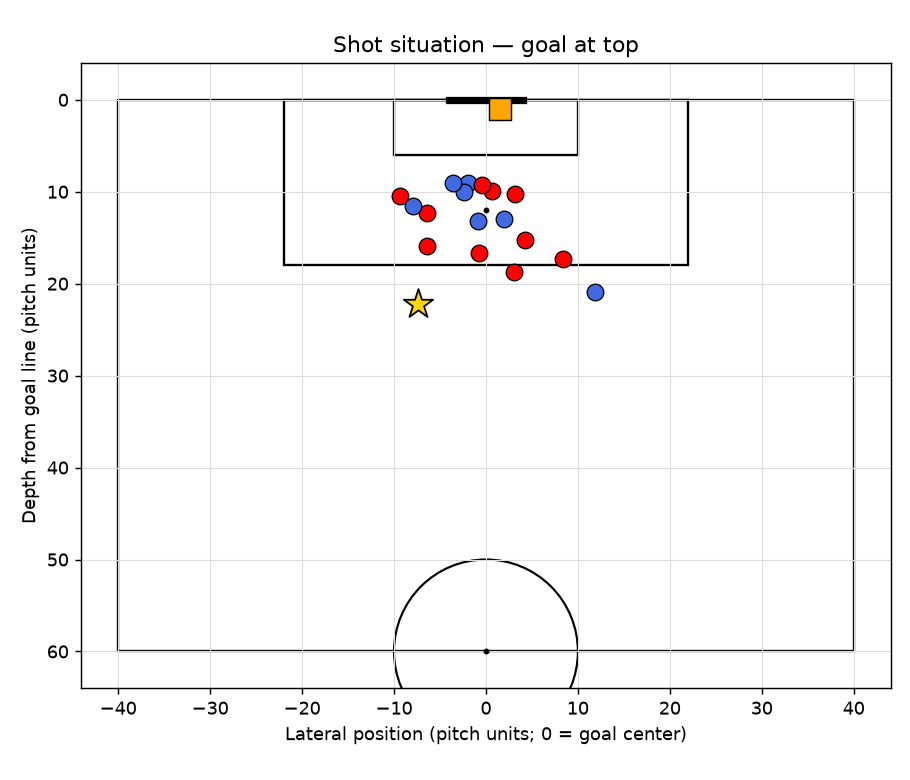 Shot situation — goal at top
0
10
20
30
40
50
60
Depth from goal line (pitch units)
−40 −30 −20 −10 0 10 20 30 40
Lateral position (pitch units; 0 = goal center)